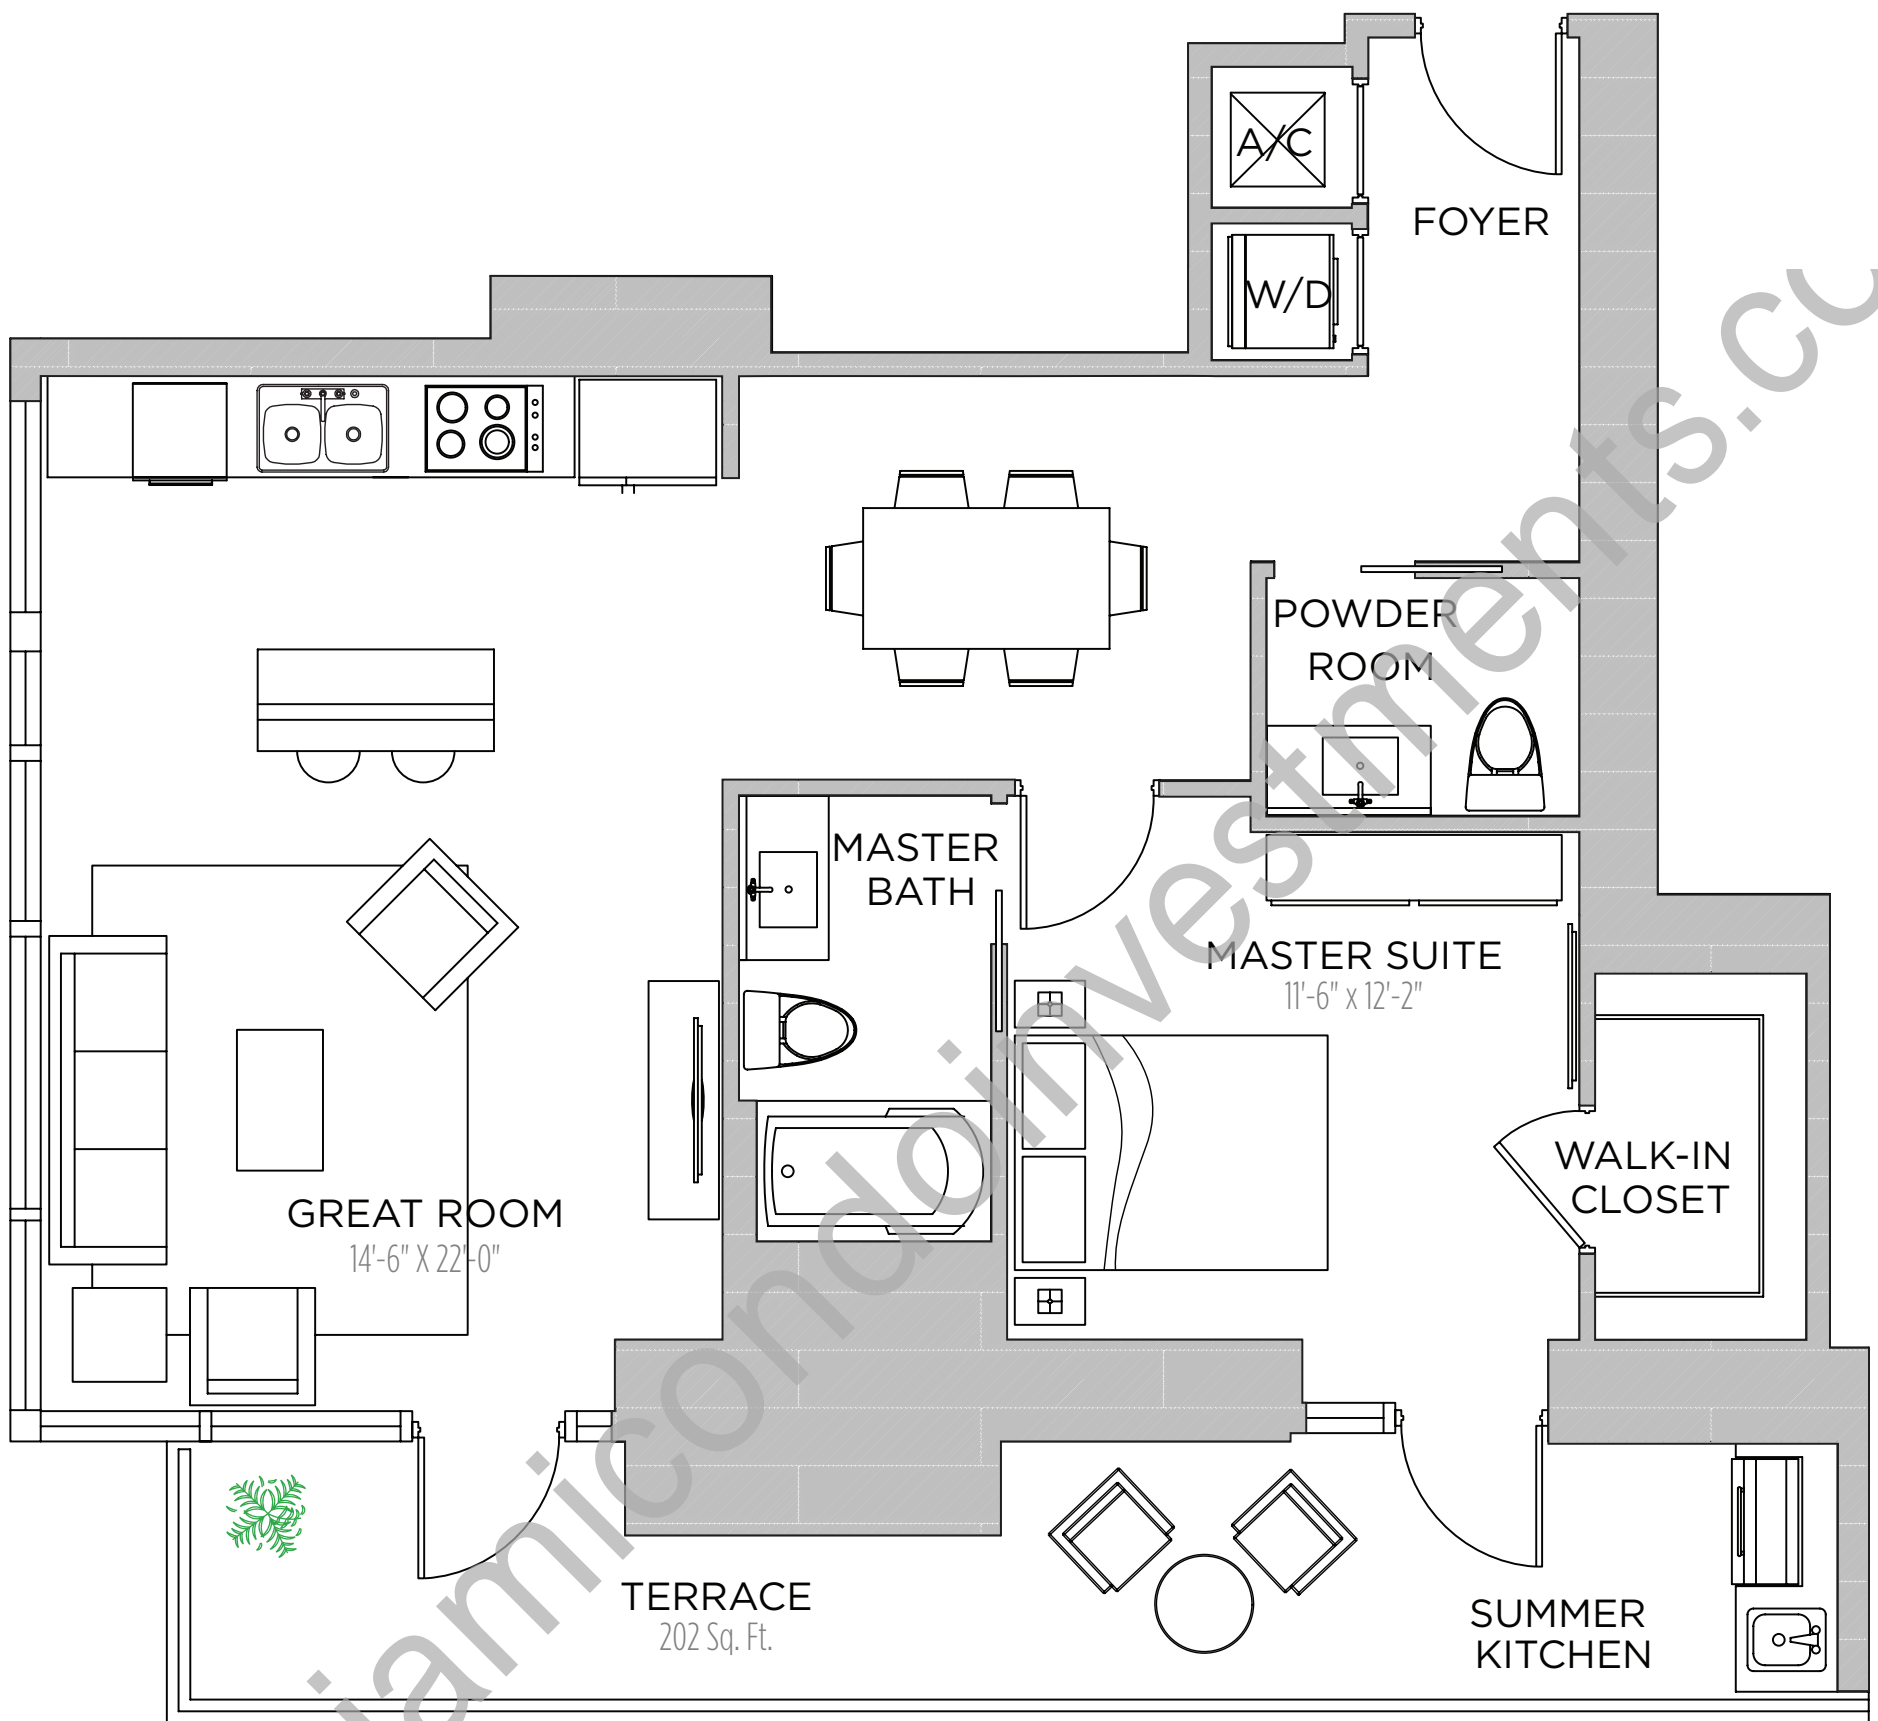 A/C
FOYER
W/D
POWDER
ROOM
MASTER
BATH
MASTER SUITE
11'-6" x 12'-2"
WALK-IN
CLOSET
GREAT ROOM
14'-6" X 22'-0"
TERRACE
202 Sq. Ft.
SUMMER
KITCHEN
iamicondoinvestments.co